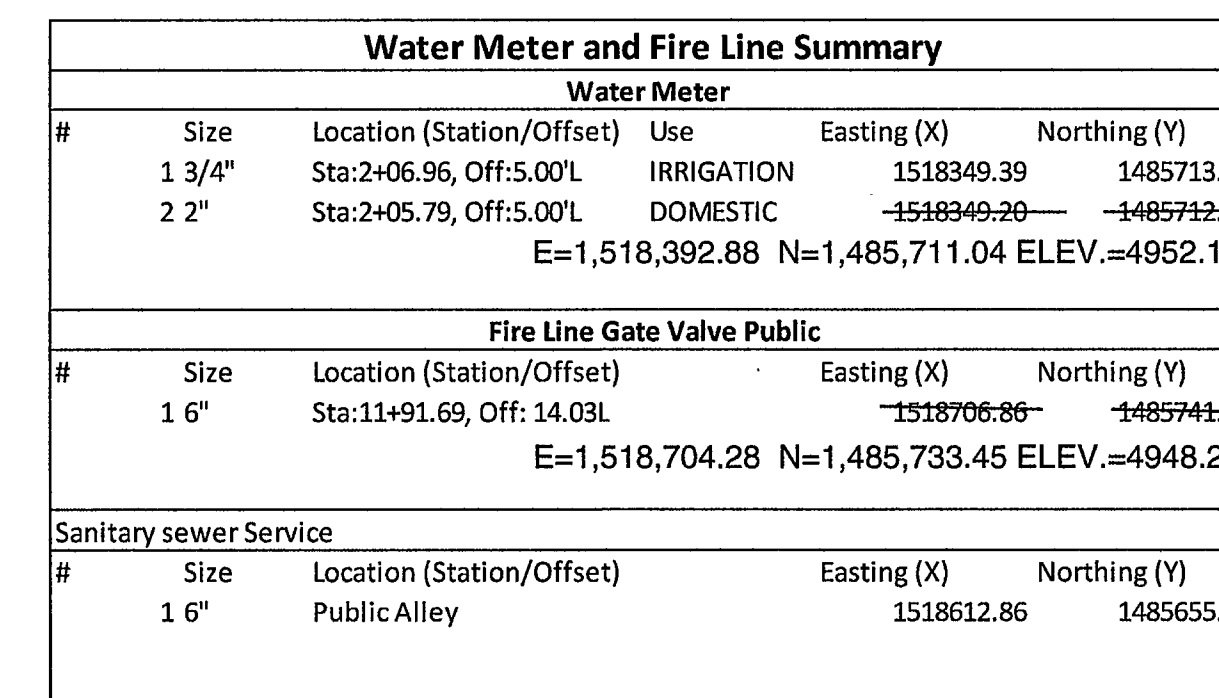 Water Meter and Fire Line Summary
Water Meter
# Size Location (Station/Offset) Use Easting (X) Northing (Y)
1 3/4" Sta:2+06.96, Off:5.00'L IRRIGATION 1518349.39 1485713.
2 2" Sta:2+05.79, Off:5.00'L DOMESTIC 1518349.20 1485712.
E=1,518,392.88 N=1,485,711.04 ELEV.=4952.1
Fire Line Gate Valve Public
# Size Location (Station/Offset) Easting (X) Northing (Y)
1 6" Sta:11+91.69, Off: 14.03L 1518706.86 1485741.
E=1,518,704.28 N=1,485,733.45 ELEV.=4948.2
Sanitary sewer Service
# Size Location (Station/Offset) Easting (X) Northing (Y)
1 6" Public Alley 1518612.86 1485655.